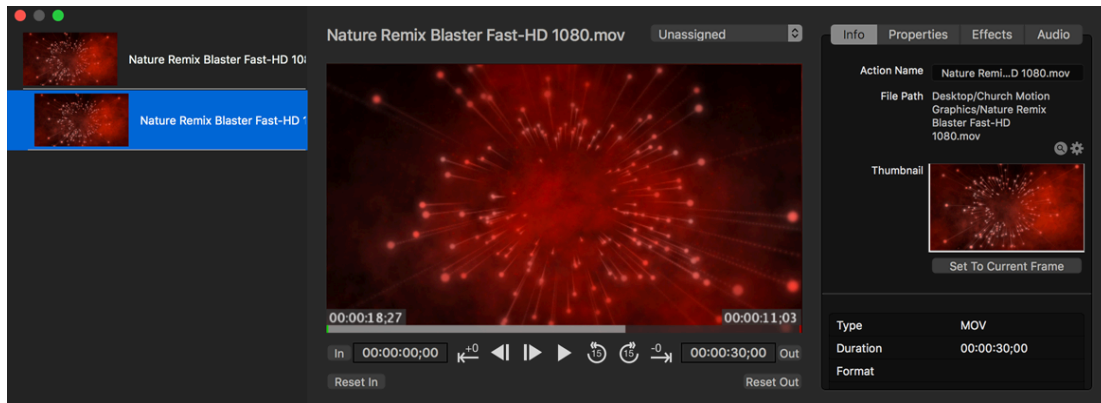 Nature Remix Blaster Fast-HD 108
Nature Remix Blaster Fast-HD
Nature Remix Blaster Fast-HD 1080.mov
Unassigned
00:00:18;27
00:00:11;03
In
00:00:00;00
+0
15
15
-0
00:00:30;00
Out
Reset In
Reset Out
Info Properties Effects Audio
Action Name Nature Remi...D 1080.mov
File Path Desktop/Church Motion
Graphics/Nature Remix
Blaster Fast-HD
1080.mov
Thumbnail
Set To Current Frame
Type MOV
Duration 00:00:30;00
Format